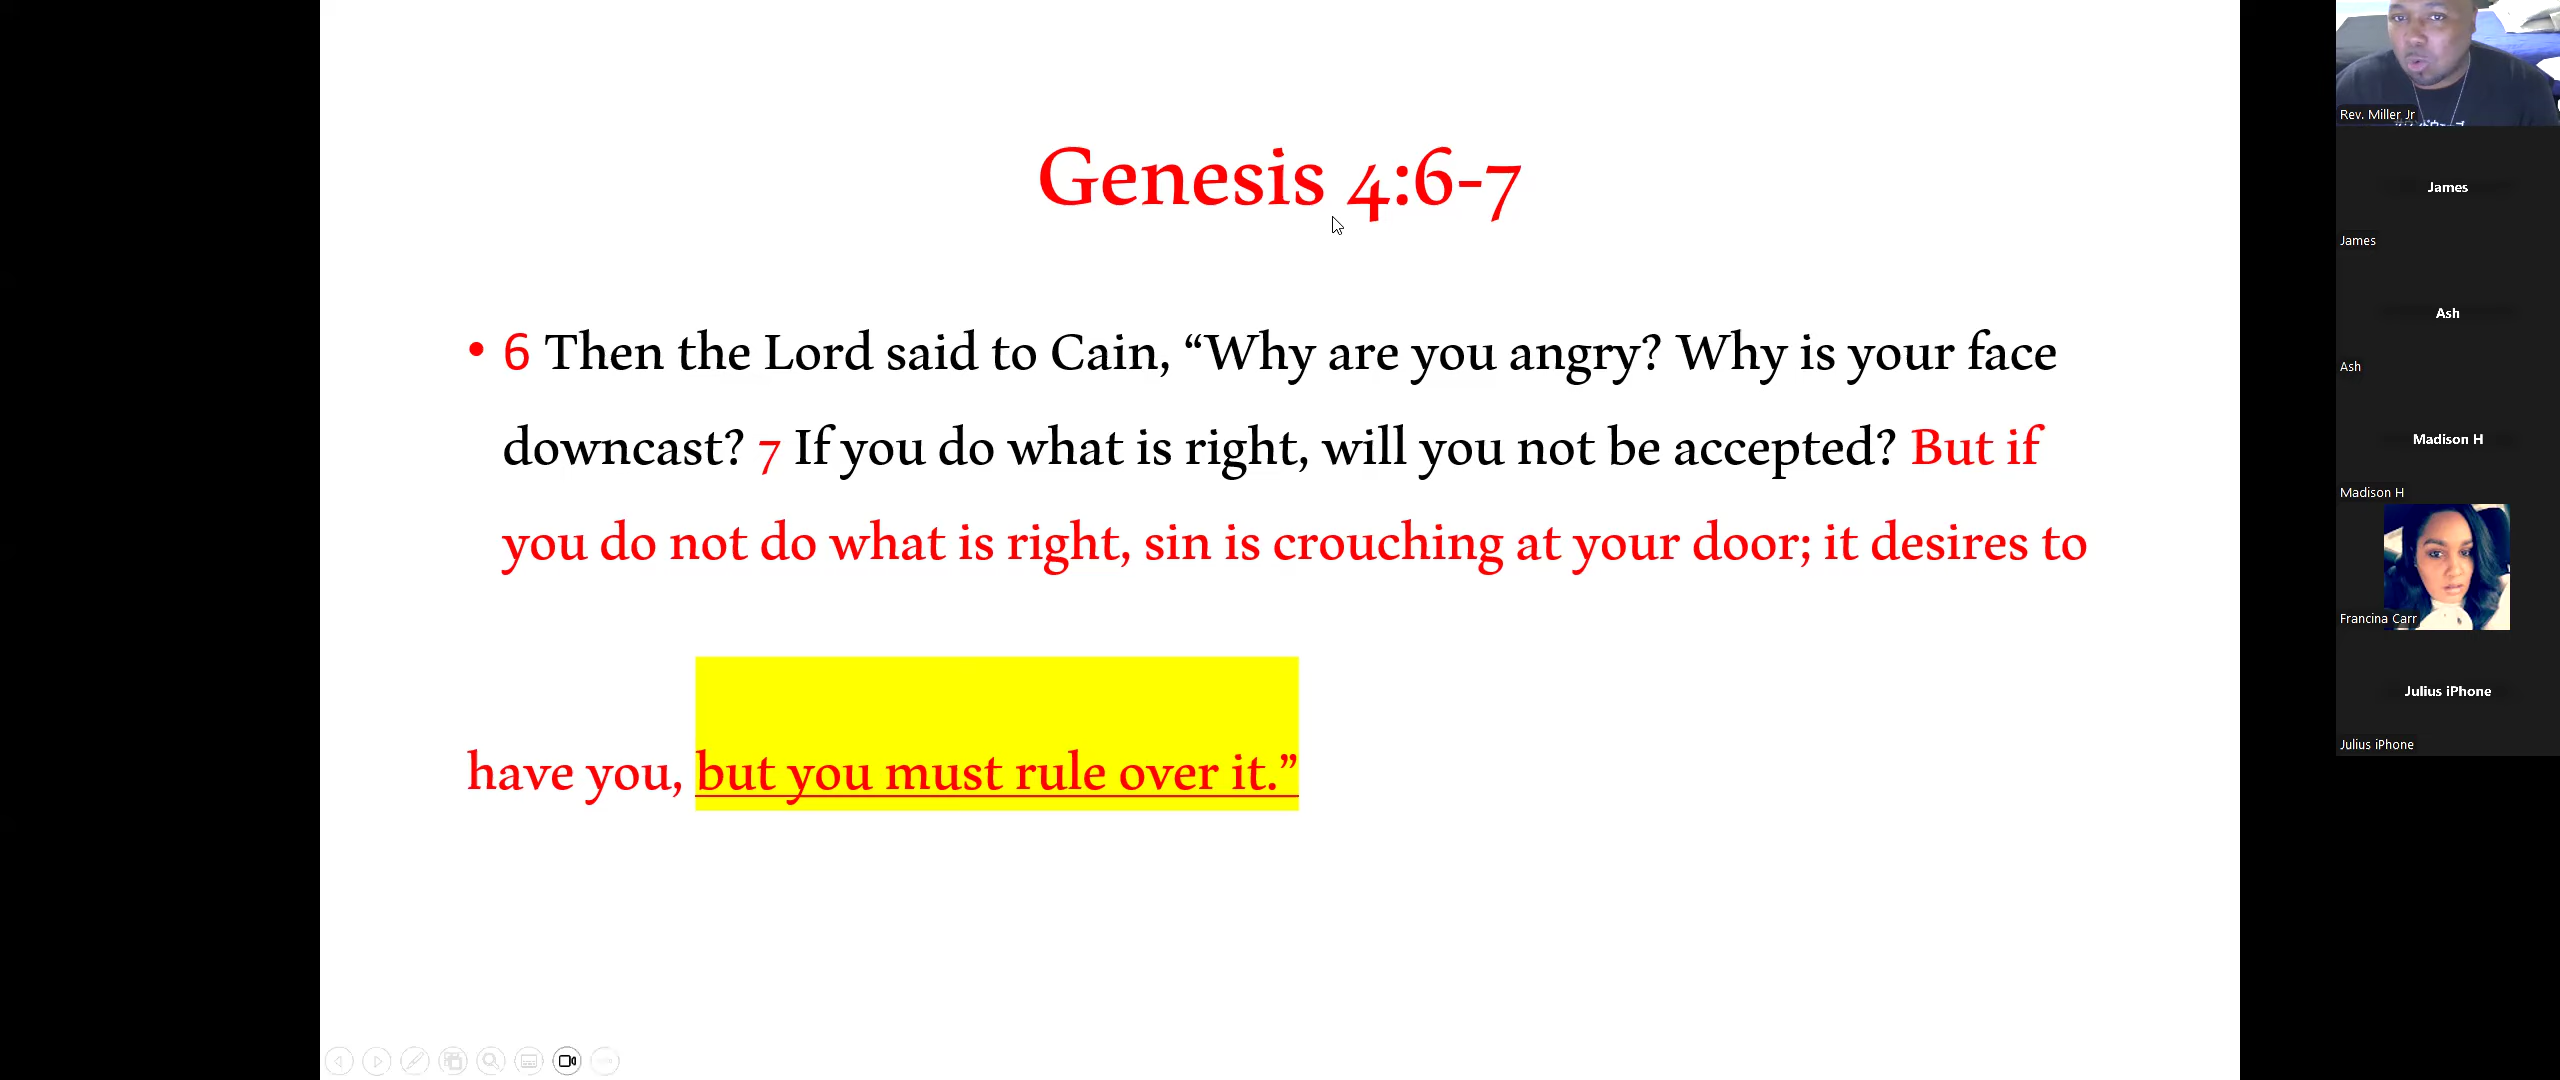 Genesis 4:6-7
• 6 Then the Lord said to Cain, “Why are you angry? Why is your face
downcast? 7 If you do what is right, will you not be accepted? But if
you do not do what is right, sin is crouching at your door; it desires to
have you, but you must rule over it.”
Rev. Miller Jr
James
James
Ash
Ash
Madison H
Madison H
Francina Carr
Julius iPhone
Julius iPhone